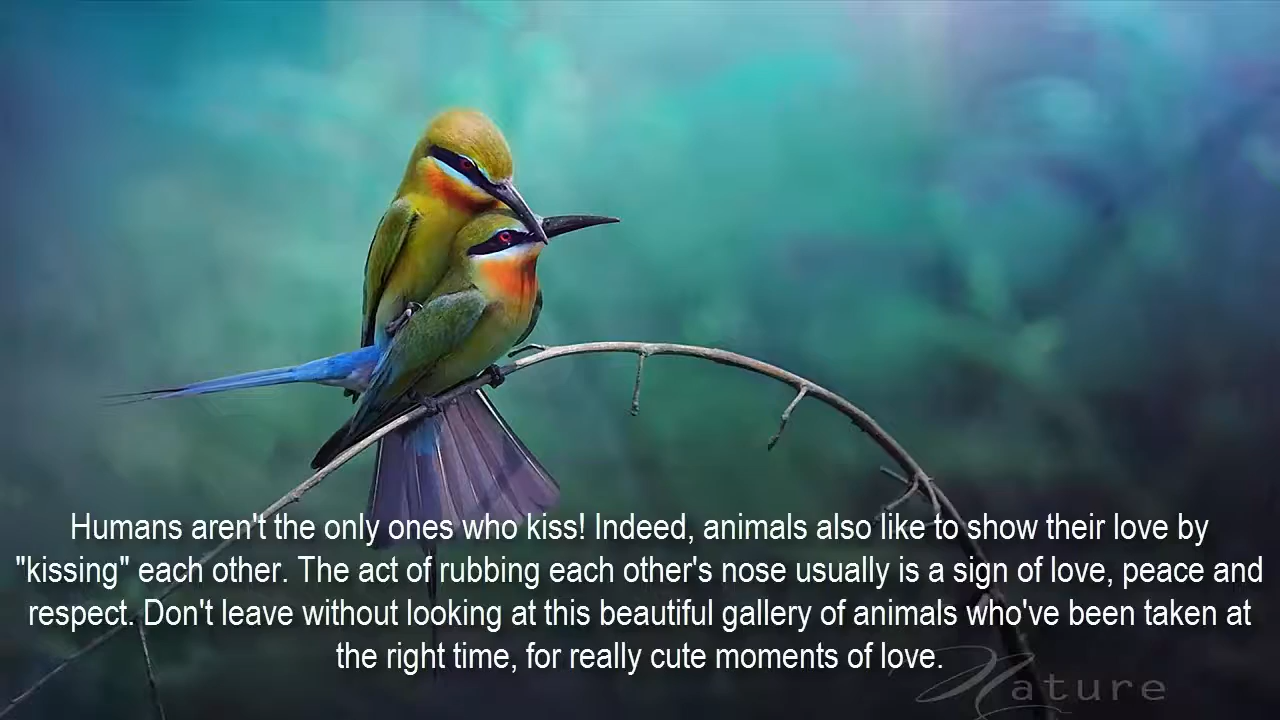 Humans aren't the only ones who kiss! Indeed, animals also like to show their love by
"kissing" each other. The act of rubbing each other's nose usually is a sign of love, peace and
respect. Don't leave without looking at this beautiful gallery of animals who've been taken at
the right time, for really cute moments of love.
Nature